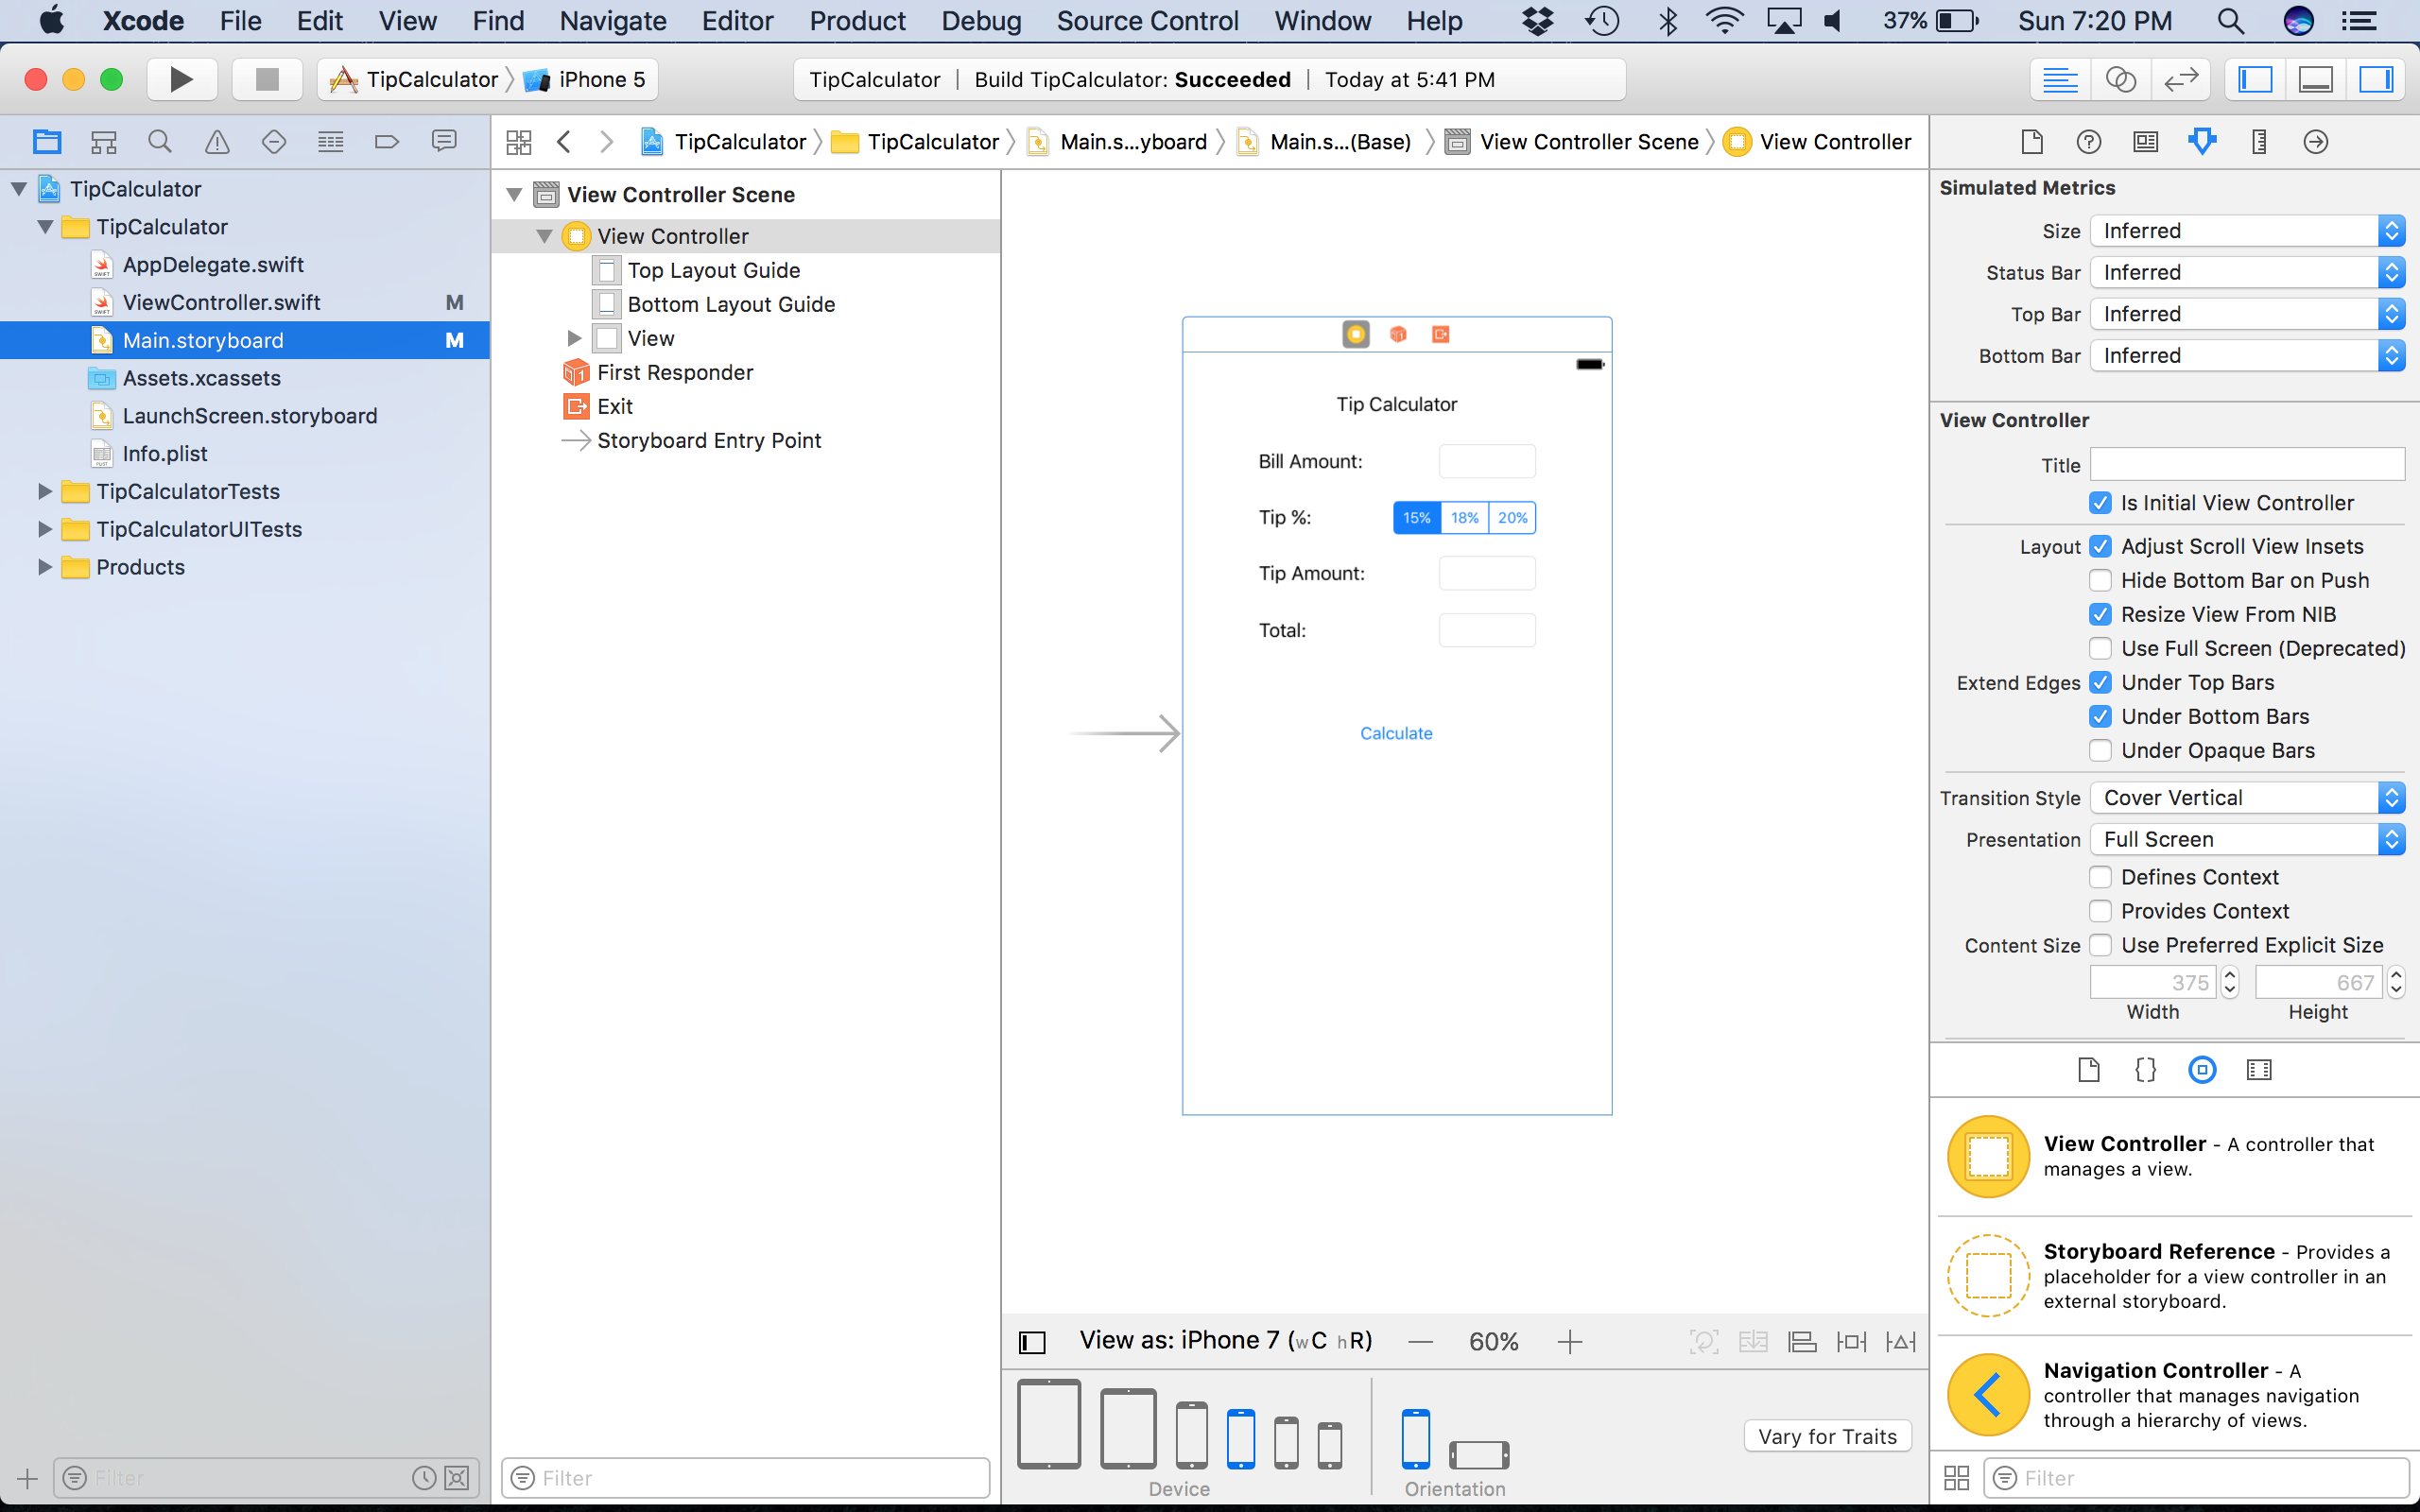 Xcode File Edit View Find Navigate Editor Product Debug Source Control Window Help 37% Sun 7:20 PM
TipCalculator iPhone 5 TipCalculator | Build TipCalculator: Succeeded | Today at 5:41 PM
TipCalculator TipCalculator Main.s...yboard Main.s...(Base) View Controller Scene View Controller
TipCalculator
TipCalculator
AppDelegate.swift
ViewController.swift M
Main.storyboard M
Assets.xcassets
LaunchScreen.storyboard
Info.plist
TipCalculatorTests
TipCalculatorUITests
Products
Filter
View Controller Scene
View Controller
Top Layout Guide
Bottom Layout Guide
View
First Responder
Exit
Storyboard Entry Point
Filter
Tip Calculator
Bill Amount:
Tip %: 15% 18% 20%
Tip Amount:
Total:
Calculate
View as: iPhone 7 (wC hR) — 60% +
Vary for Traits
Device Orientation
Simulated Metrics
Size Inferred
Status Bar Inferred
Top Bar Inferred
Bottom Bar Inferred
View Controller
Title
Is Initial View Controller
Layout Adjust Scroll View Insets
Hide Bottom Bar on Push
Resize View From NIB
Use Full Screen (Deprecated)
Extend Edges Under Top Bars
Under Bottom Bars
Under Opaque Bars
Transition Style Cover Vertical
Presentation Full Screen
Defines Context
Provides Context
Content Size Use Preferred Explicit Size
375 667
Width Height
View Controller - A controller that
manages a view.
Storyboard Reference - Provides a
placeholder for a view controller in an
external storyboard.
Navigation Controller - A
controller that manages navigation
through a hierarchy of views.
Filter